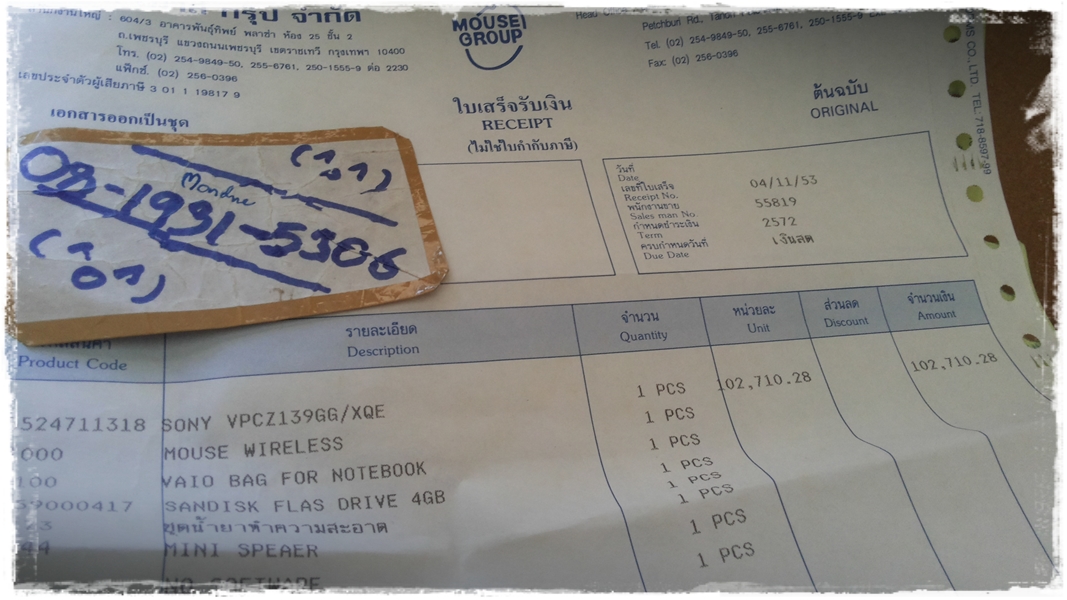 กรุป จำกัด
604/3 อาคารพันธุ์ทิพย์ พลาซ่า ห้อง 25 ชั้น 2
ถ.เพชรบุรี แขวงถนนเพชรบุรี เขตราชเทวี กรุงเทพฯ 10400
โทร. (02) 254-9849-50, 255-6761, 250-1555-9 ต่อ 2230
แฟ็กซ์. (02) 256-0396
เลขประจำตัวผู้เสียภาษี 3 01 1 19817 9
MOUSE
GROUP
Head
Petchburi Rd.,
Tel. (02) 254-9849-50, 255-6761, 250-1555-9
Fax: (02) 256-0396
CO., LTD. TEL. 718-6597-99
เอกสารออกเป็นชุด
ใบเสร็จรับเงิน
RECEIPT
(ไม่ใช่ใบกำกับภาษี)
ต้นฉบับ
ORIGINAL
วันที่
Date 04/11/53
เลขที่ใบเสร็จ
Receipt No. 55819
พนักงานขาย
Sales man No. 2572
กำหนดชำระเงิน
Term เงินสด
ครบกำหนดวันที่
Due Date
รายละเอียด จำนวน หน่วยละ ส่วนลด จำนวนเงิน
Product Code Description Quantity Unit Discount Amount
524711318 SONY VPCZ139GG/XQE 1 PCS 102,710.28 102,710.28
000 MOUSE WIRELESS 1 PCS
100 VAIO BAG FOR NOTEBOOK 1 PCS
59000417 SANDISK FLAS DRIVE 4GB 1 PCS
ชุดน้ำยาทำความสะอาด 1 PCS
MINI SPEAER 1 PCS
NO SOFTWARE 1 PCS
1 PCS